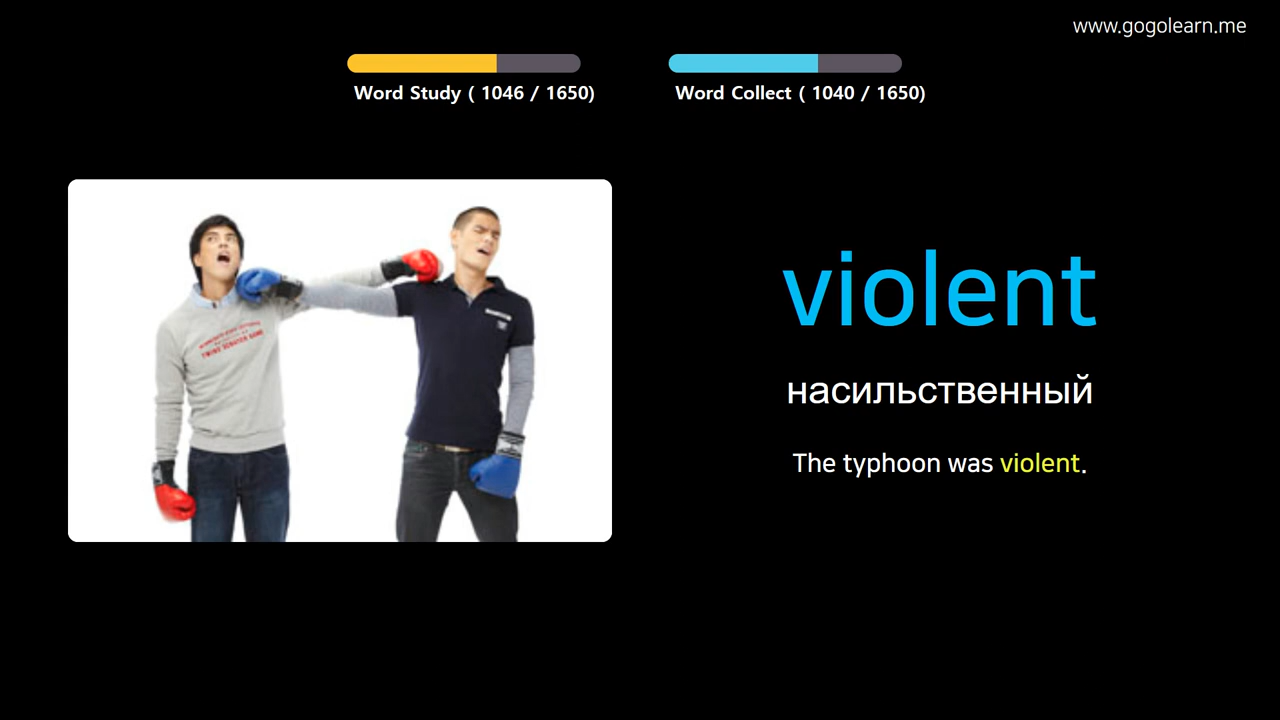 www.gogolearn.me
Word Study ( 1046 / 1650)
Word Collect ( 1040 / 1650)
violent
насильственный
The typhoon was violent.